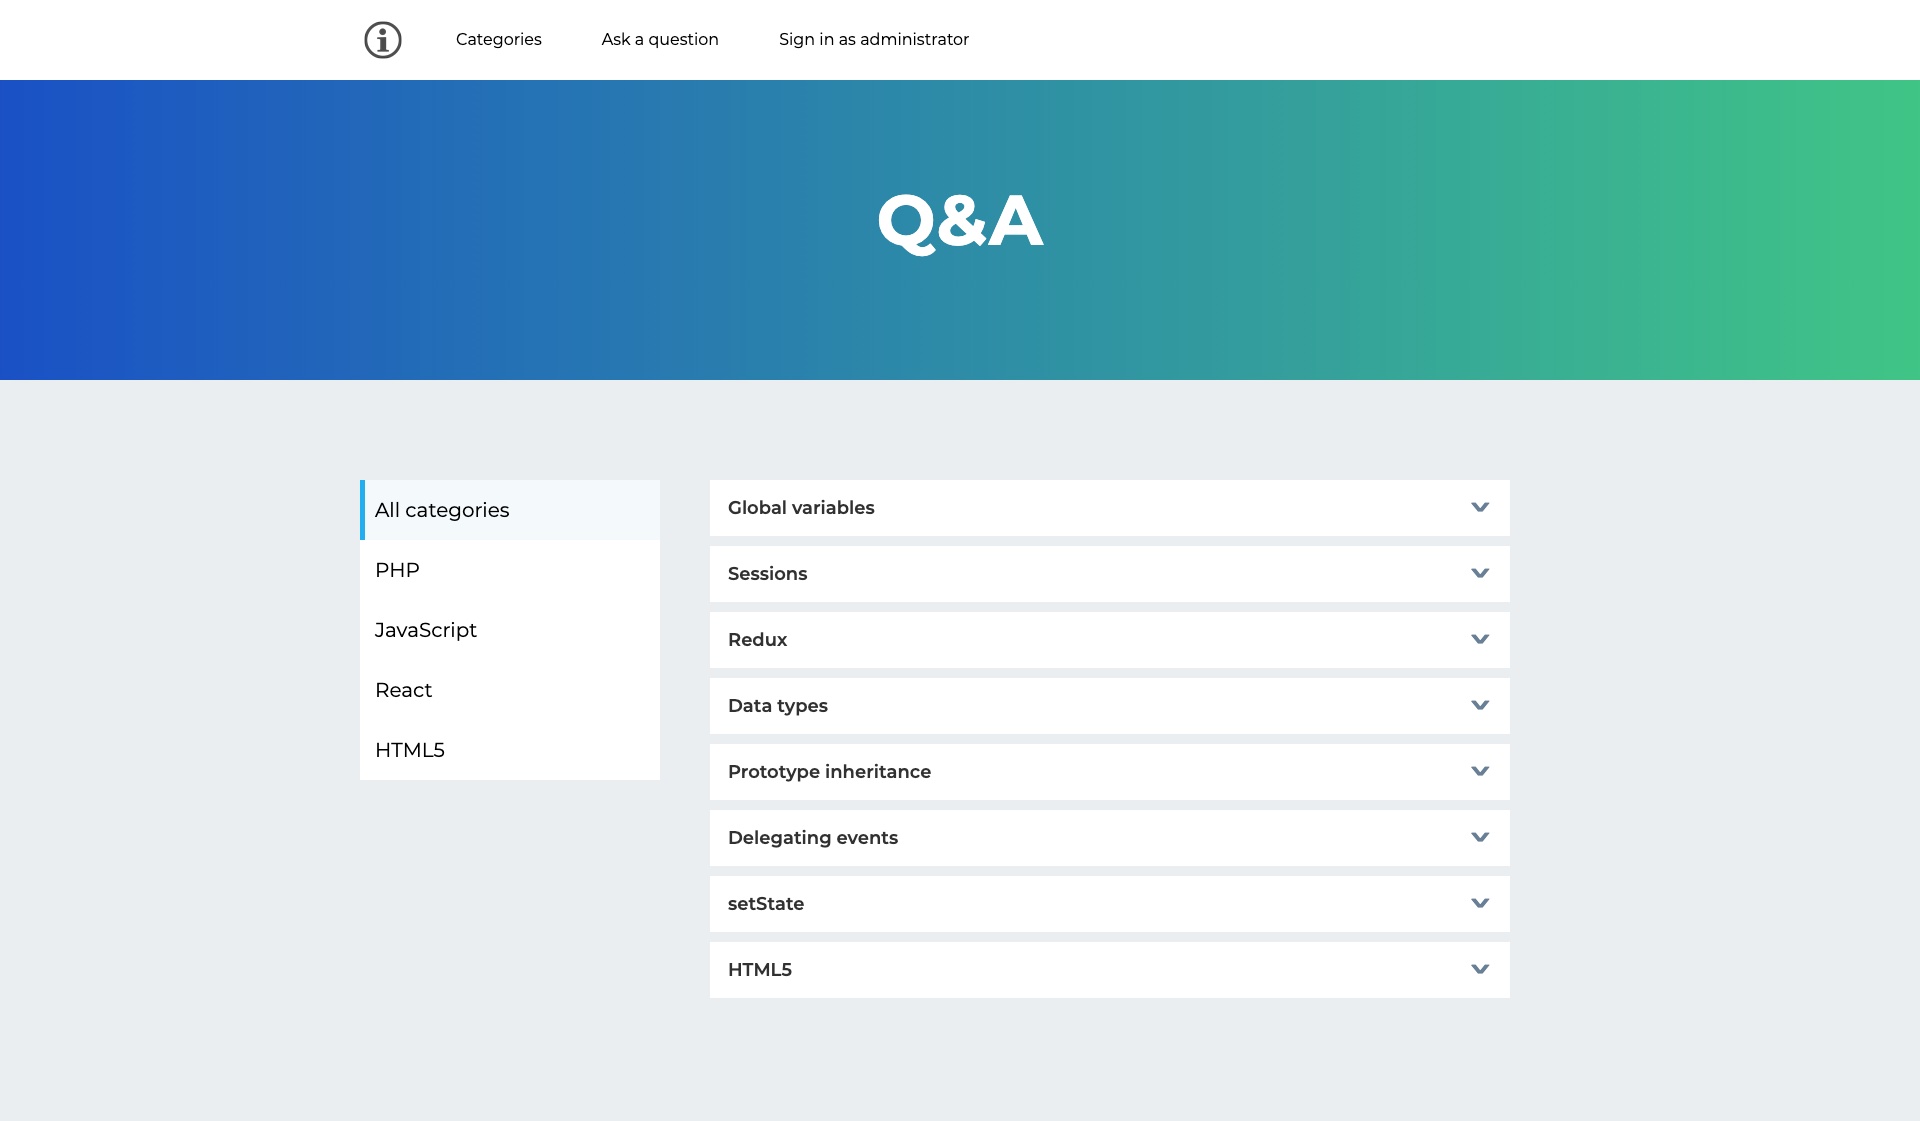 Categories
Ask a question
Sign in as administrator
Q&A
All categories
PHP
JavaScript
React
HTML5
Global variables
Sessions
Redux
Data types
Prototype inheritance
Delegating events
setState
HTML5